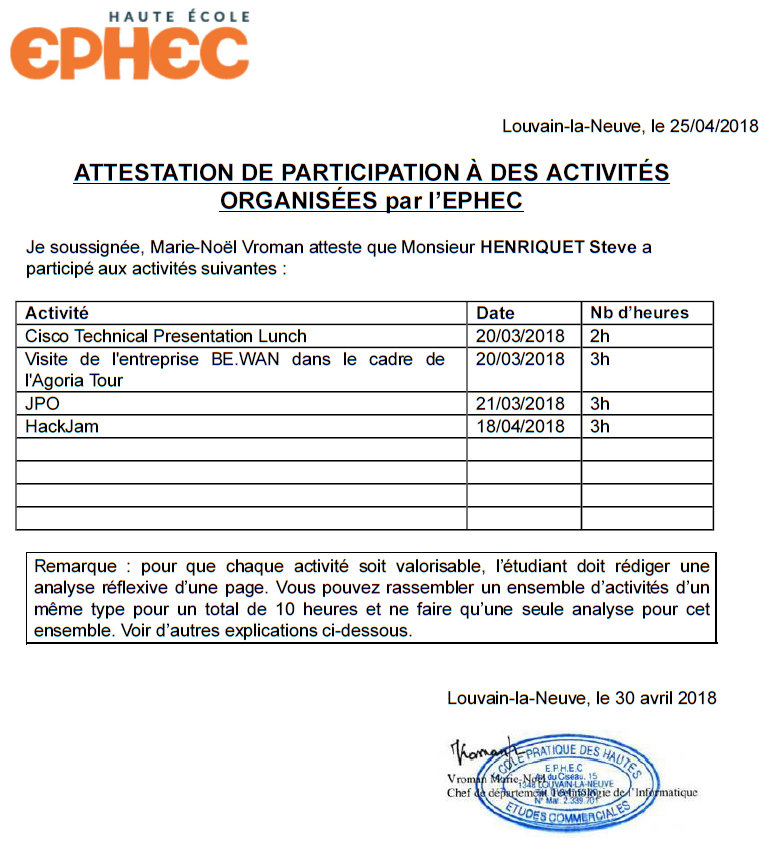 HAUTE ÉCOLE
EPHEC
Louvain-la-Neuve, le 25/04/2018
ATTESTATION DE PARTICIPATION À DES ACTIVITÉS
ORGANISÉES par l'EPHEC
Je soussignée, Marie-Noël Vroman atteste que Monsieur HENRIQUET Steve a
participé aux activités suivantes :
Activité Date Nb d'heures
Cisco Technical Presentation Lunch 20/03/2018 2h
Visite de l'entreprise BE.WAN dans le cadre de 20/03/2018 3h
l'Agoria Tour
JPO 21/03/2018 3h
HackJam 18/04/2018 3h
Remarque : pour que chaque activité soit valorisable, l'étudiant doit rédiger une
analyse réflexive d'une page. Vous pouvez rassembler un ensemble d'activités d'un
même type pour un total de 10 heures et ne faire qu'une seule analyse pour cet
ensemble. Voir d'autres explications ci-dessous.
Louvain-la-Neuve, le 30 avril 2018
Vroman
ECOLE PRATIQUE DES HAUTES
E.P.H.E.C
du Ciseau, 15
1348 LOUVAIN-LA-NEUVE
N° Mat. 2.339.701
ETUDES COMMERCIALES
Vroman Marie-Noël
Chef de département Technologie de l'Informatique